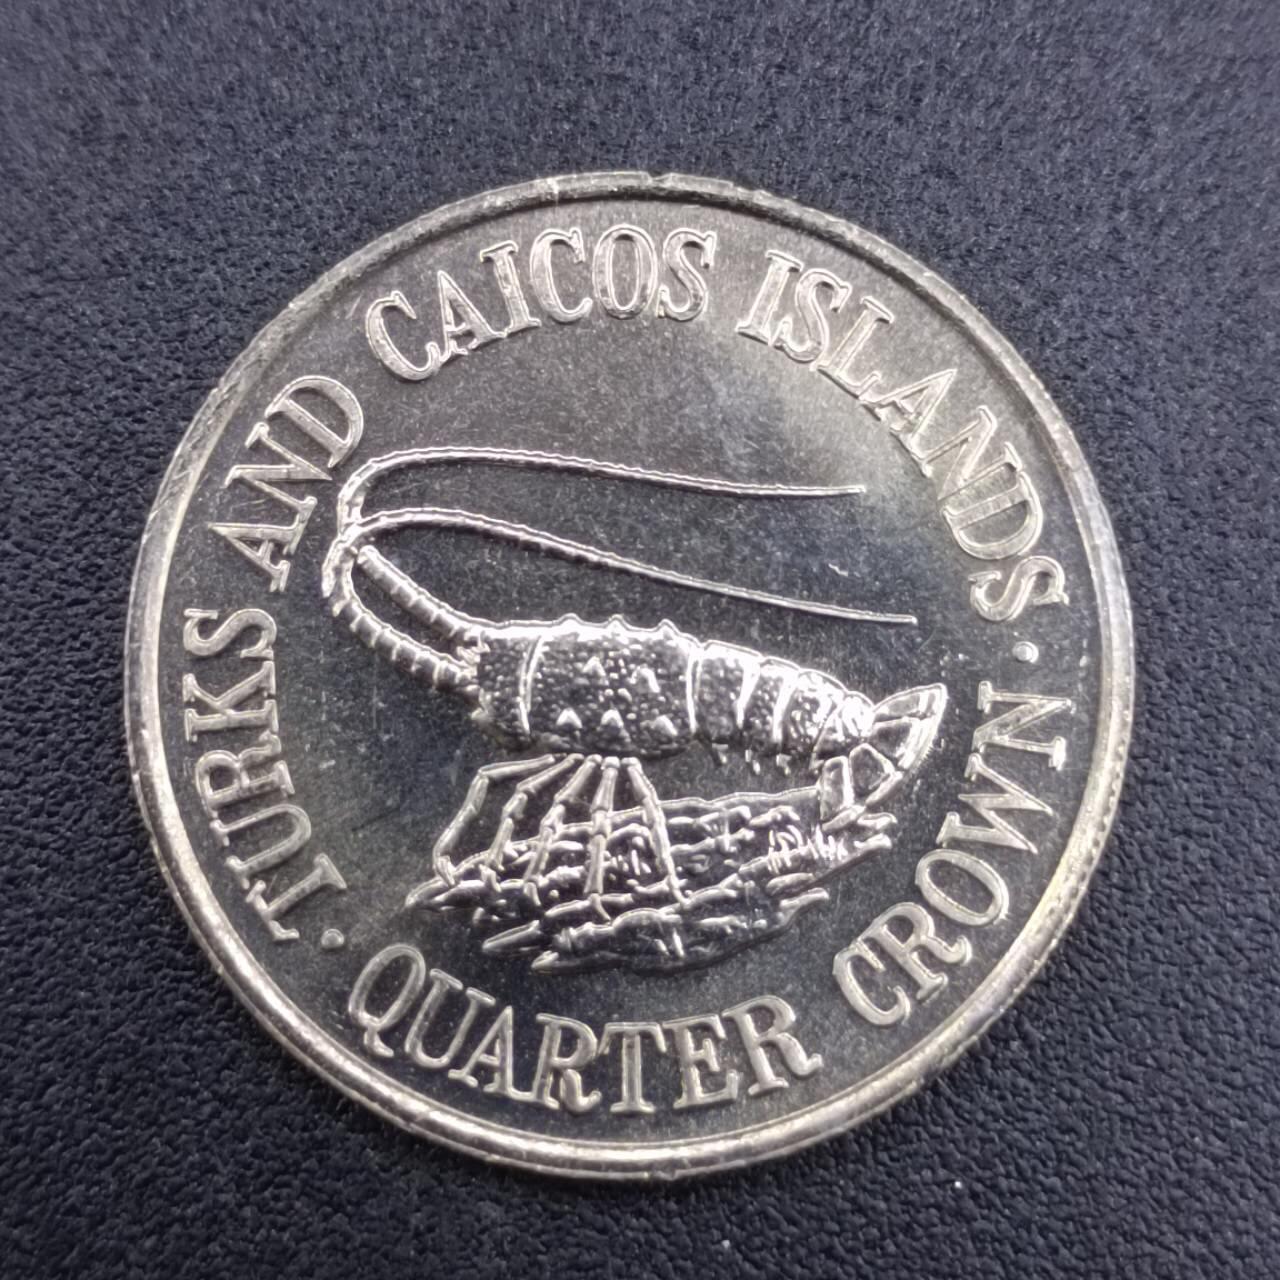 · TURKS AND CAICOS ISLANDS ·
QUARTER CROWN